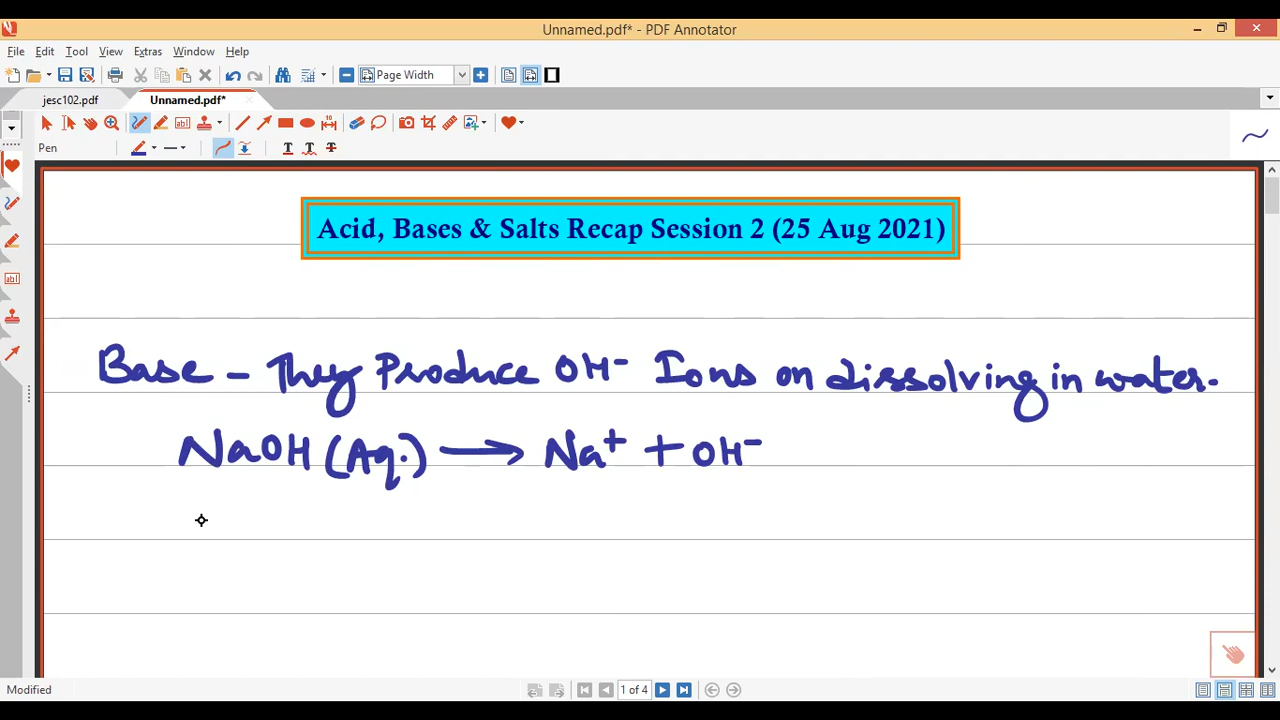 Unnamed.pdf* - PDF Annotator
File Edit Tool View Extras Window Help
Page Width
jesc102.pdf Unnamed.pdf*
Pen
Acid, Bases & Salts Recap Session 2 (25 Aug 2021)
Base - They Produce OH⁻ Ions on dissolving in water.
NaOH (Aq.) ⟶ Na⁺ + OH⁻
Modified 1 of 4